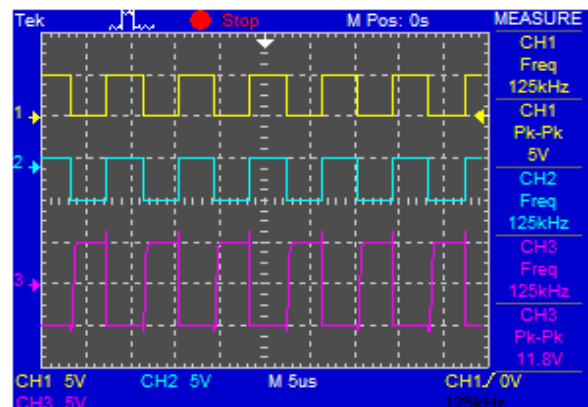 Tek Stop M Pos: 0s MEASURE
CH1
Freq
125kHz
CH1
Pk-Pk
5V
CH2
Freq
125kHz
CH3
Freq
125kHz
CH3
Pk-Pk
11.8V
1
2
3
CH1 5V CH2 5V M 5us CH1/ 0V
CH3 5V 125kHz